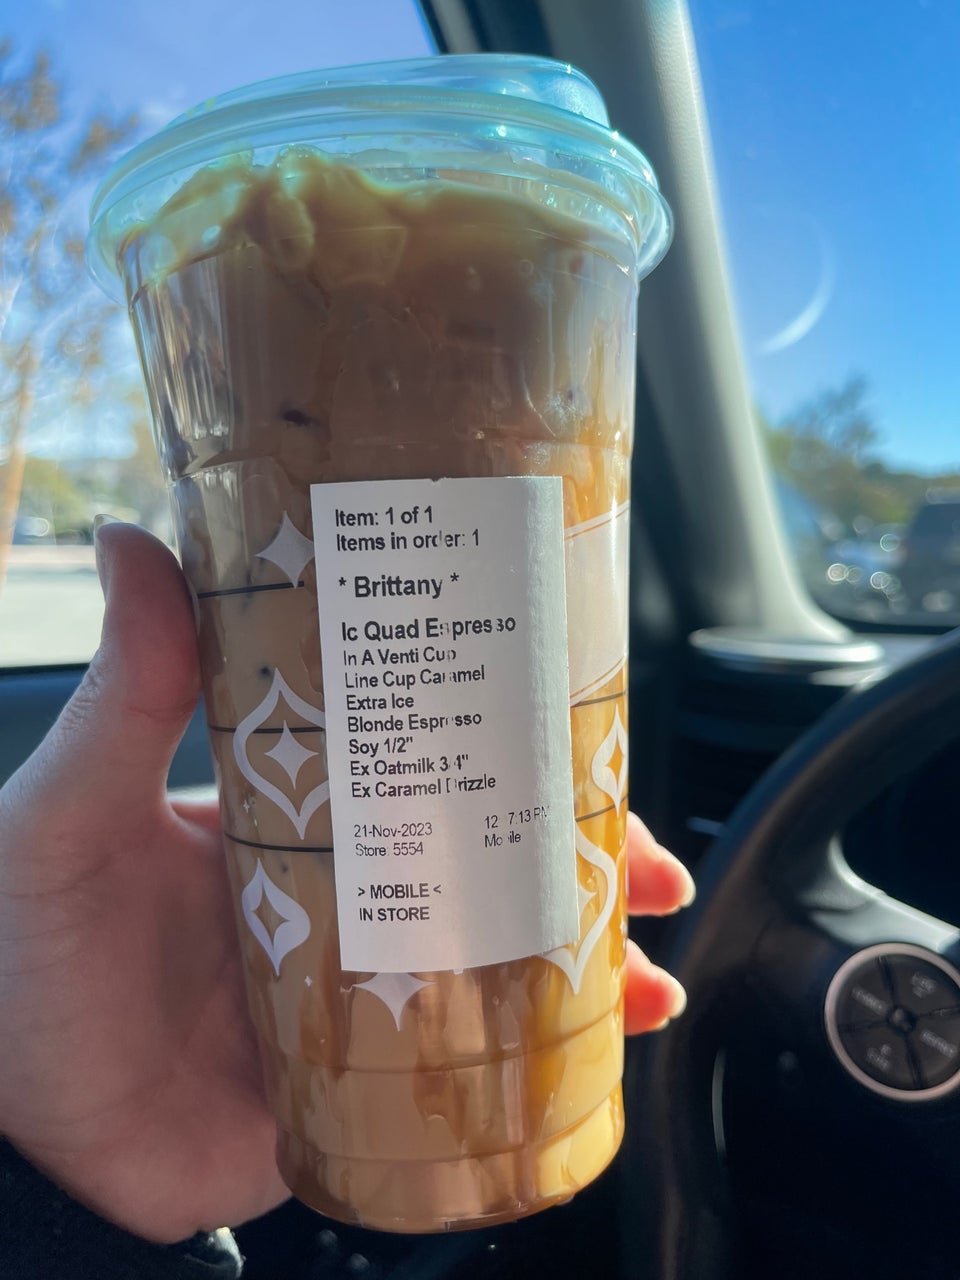 Item: 1 of 1
Items in order: 1
* Brittany *
Ic Quad Espresso
In A Venti Cup
Line Cup Caramel
Extra Ice
Blonde Espresso
Soy 1/2"
Ex Oatmilk 3/4"
Ex Caramel Drizzle
21-Nov-2023 12 7:13 PM
Store: 5554 Mobile
> MOBILE <
IN STORE